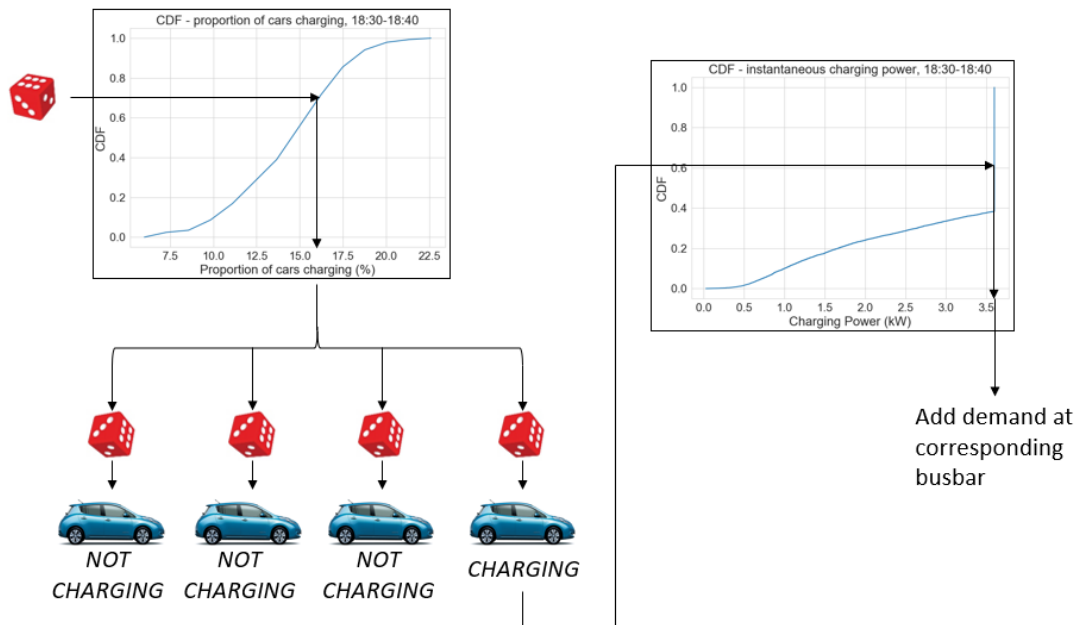 CDF - proportion of cars charging, 18:30-18:40
1.0
0.8
0.6
0.4
0.2
0.0
CDF
7.5 10.0 12.5 15.0 17.5 20.0 22.5
Proportion of cars charging (%)
CDF - instantaneous charging power, 18:30-18:40
1.0
0.8
0.6
0.4
0.2
0.0
CDF
0.0 0.5 1.0 1.5 2.0 2.5 3.0 3.5
Charging Power (kW)
Add demand at
corresponding
busbar
NOT
CHARGING
NOT
CHARGING
NOT
CHARGING
CHARGING